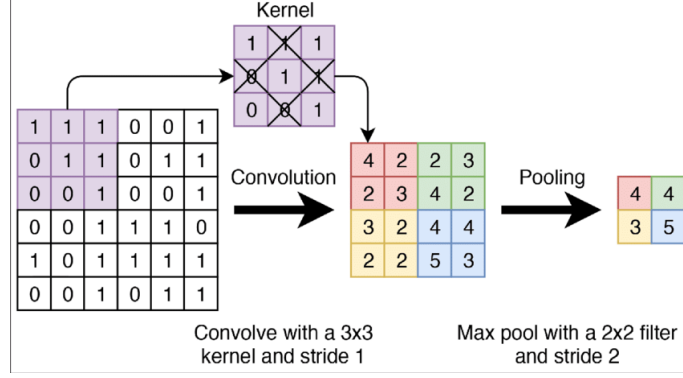 Kernel
1 1 1
0 1 1
0 0 1
1 1 1 0 0 1
0 1 1 0 1 1
0 0 1 0 0 1
0 0 1 1 1 0
1 0 1 1 1 1
0 0 1 0 1 1
Convolution
4 2 2 3
2 3 4 2
3 2 4 4
2 2 5 3
Pooling
4 4
3 5
Convolve with a 3x3
kernel and stride 1
Max pool with a 2x2 filter
and stride 2